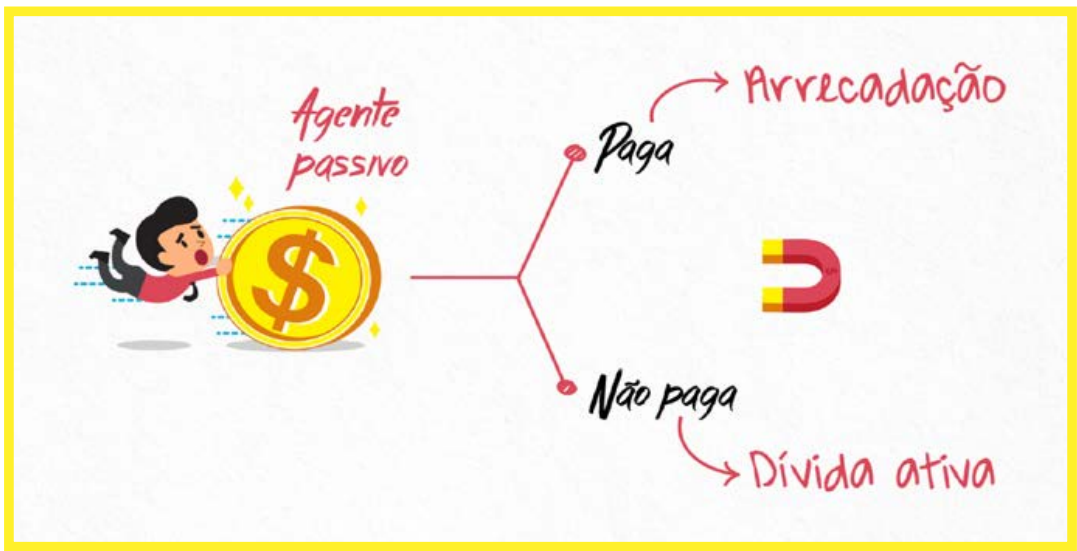 Agente
passivo
Paga
Arrecadação
Não paga
Dívida ativa
$